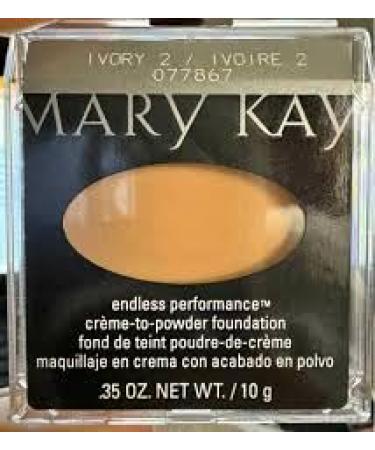 IVORY 2 / IVOIRE 2
077867
MARY KAY
endless performance™
crème-to-powder foundation
fond de teint poudre-de-crème
maquillaje en crema con acabado en polvo
.35 OZ. NET WT. / 10 g